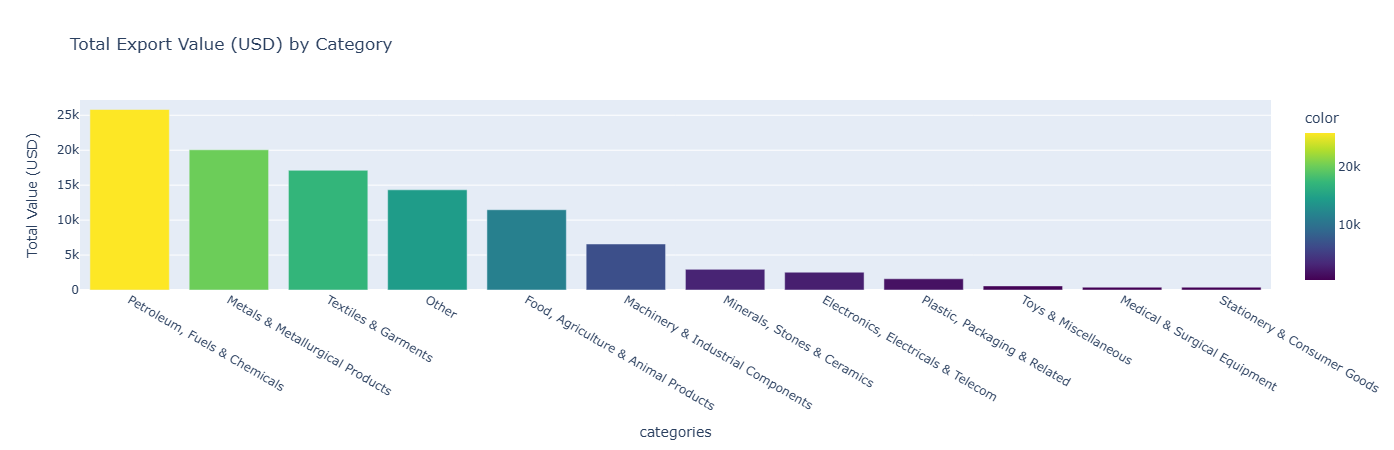 Total Export Value (USD) by Category
Total Value (USD)
25k
20k
15k
10k
5k
0
Petroleum, Fuels & Chemicals
Metals & Metallurgical Products
Textiles & Garments
Other
Food, Agriculture & Animal Products
Machinery & Industrial Components
Minerals, Stones & Ceramics
Electronics, Electricals & Telecom
Plastic, Packaging & Related
Toys & Miscellaneous
Medical & Surgical Equipment
Stationery & Consumer Goods
categories
color
20k
10k